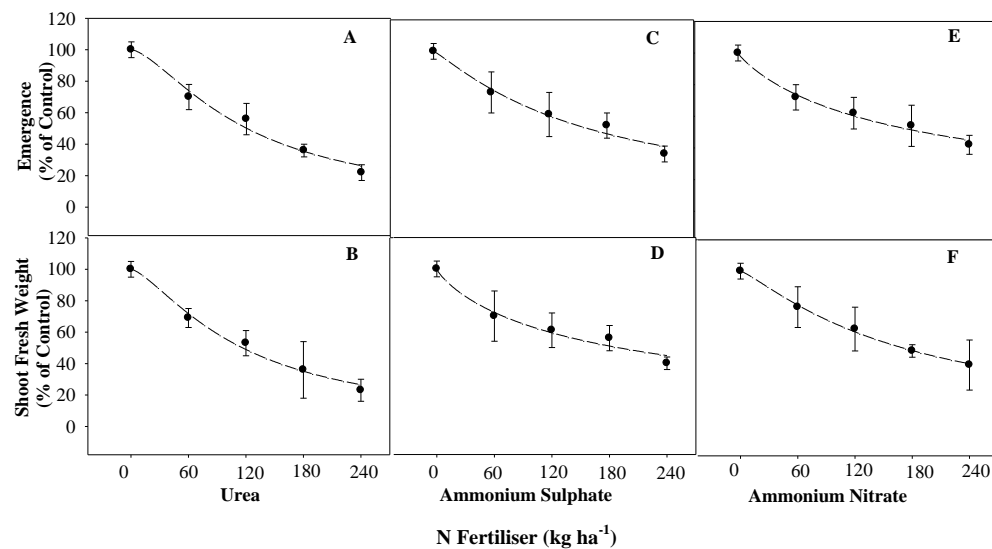 120
100
80
60
40
20
0
Emergence
(% of Control)
A
C
E
120
100
80
60
40
20
0
Shoot Fresh Weight
(% of Control)
B
D
F
0 60 120 180 240
0 60 120 180 240
0 60 120 180 240
Urea
Ammonium Sulphate
Ammonium Nitrate
N Fertiliser (kg ha⁻¹)